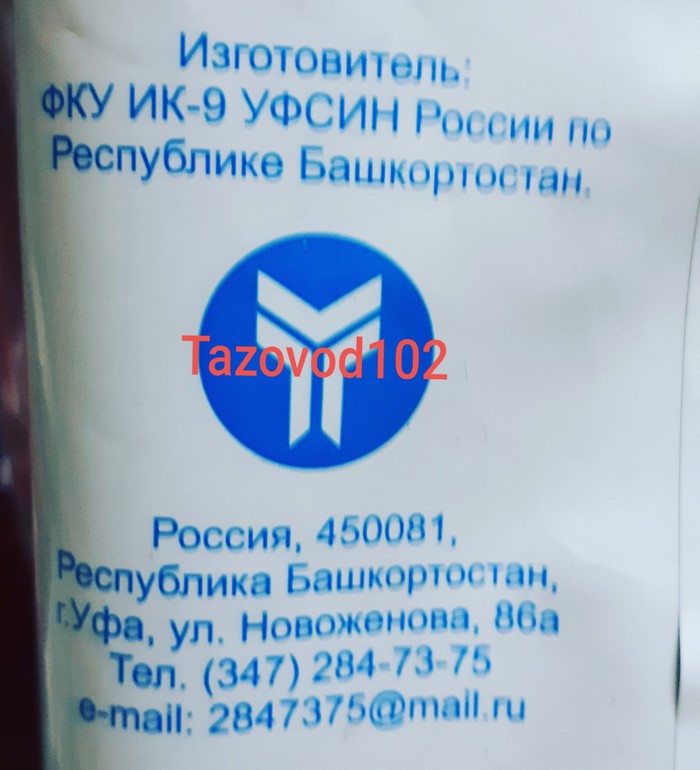 Изготовитель:
ФКУ ИК-9 УФСИН России по
Республике Башкортостан.
Tazovod102
Россия, 450081,
Республика Башкортостан,
г.Уфа, ул. Новоженова, 86а
Тел. (347) 284-73-75
e-mail: 2847375@mail.ru